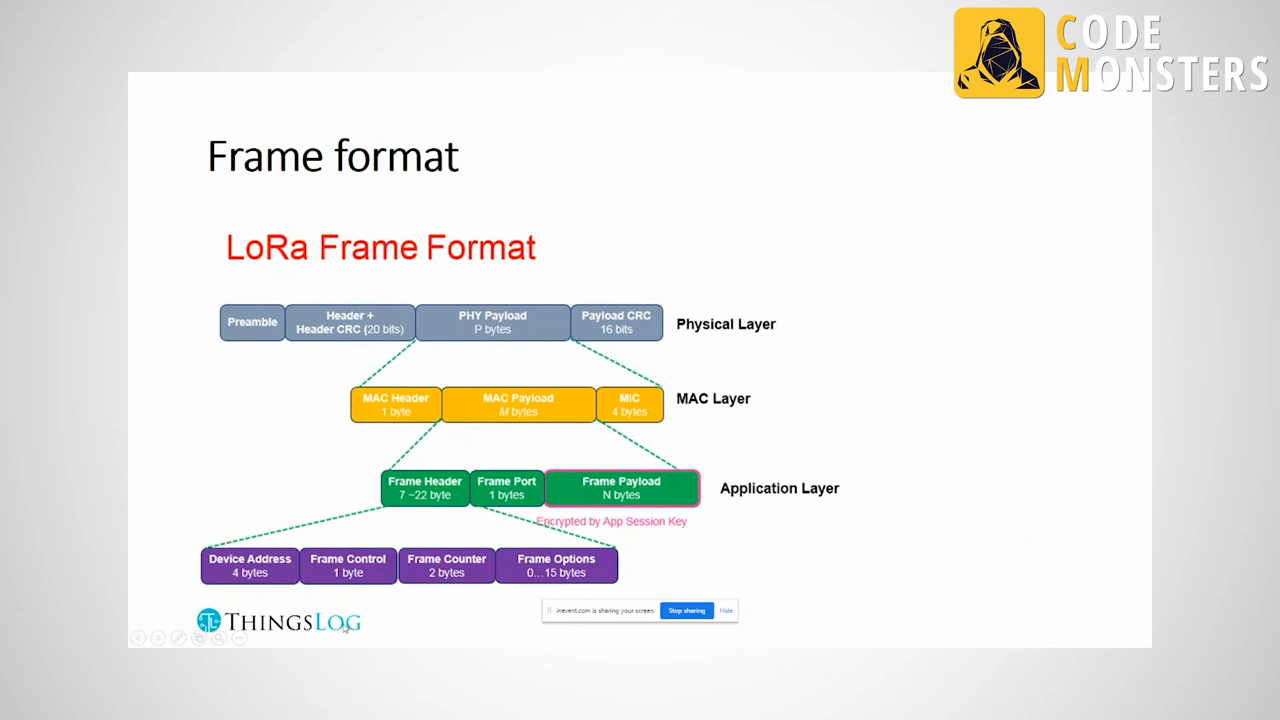 CODE
MONSTERS
Frame format
LoRa Frame Format
Preamble
Header +
Header CRC (20 bits)
PHY Payload
P bytes
Payload CRC
16 bits
Physical Layer
MAC Header
1 byte
MAC Payload
M bytes
MIC
4 bytes
MAC Layer
Frame Header
7 ~22 byte
Frame Port
1 bytes
Frame Payload
N bytes
Application Layer
Encrypted by App Session Key
Device Address
4 bytes
Frame Control
1 byte
Frame Counter
2 bytes
Frame Options
0...15 bytes
THINGSLOG
inevent.com is sharing your screen.
Stop sharing
Hide